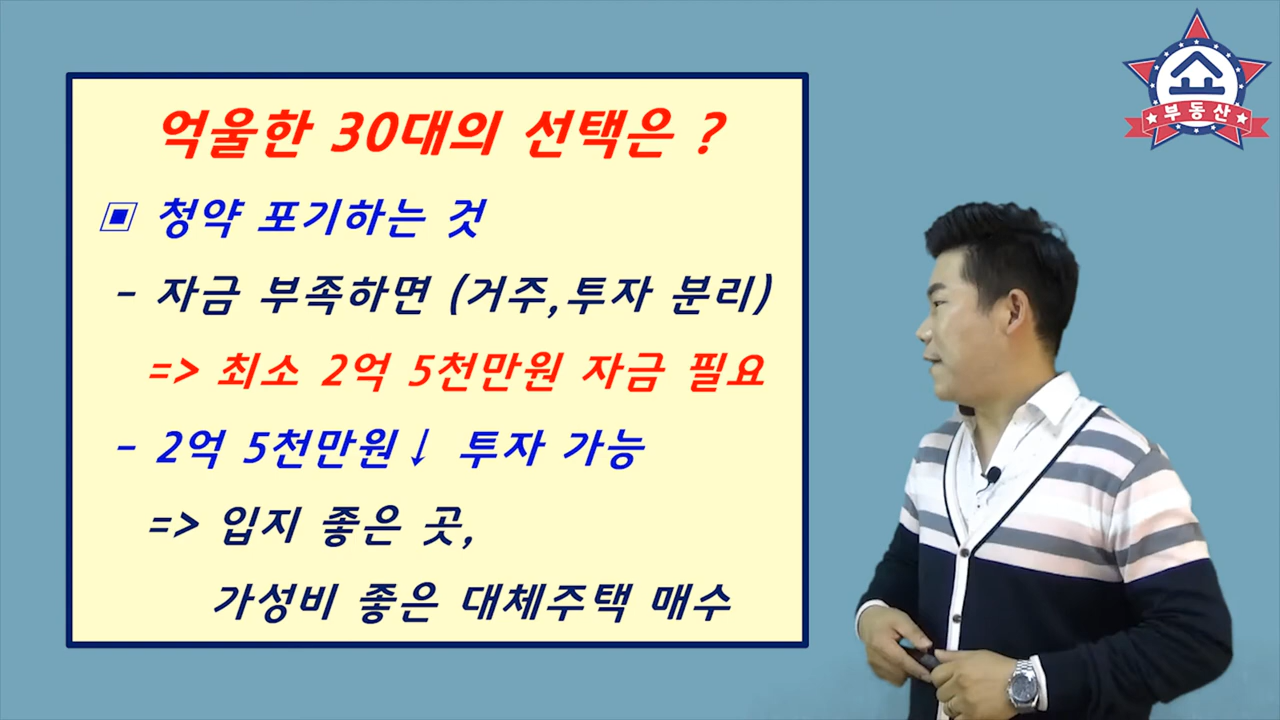 억울한 30대의 선택은 ?
▣ 청약 포기하는 것
- 자금 부족하면 (거주,투자 분리)
=> 최소 2억 5천만원 자금 필요
- 2억 5천만원↓ 투자 가능
=> 입지 좋은 곳,
가성비 좋은 대체주택 매수
쇼
부동산